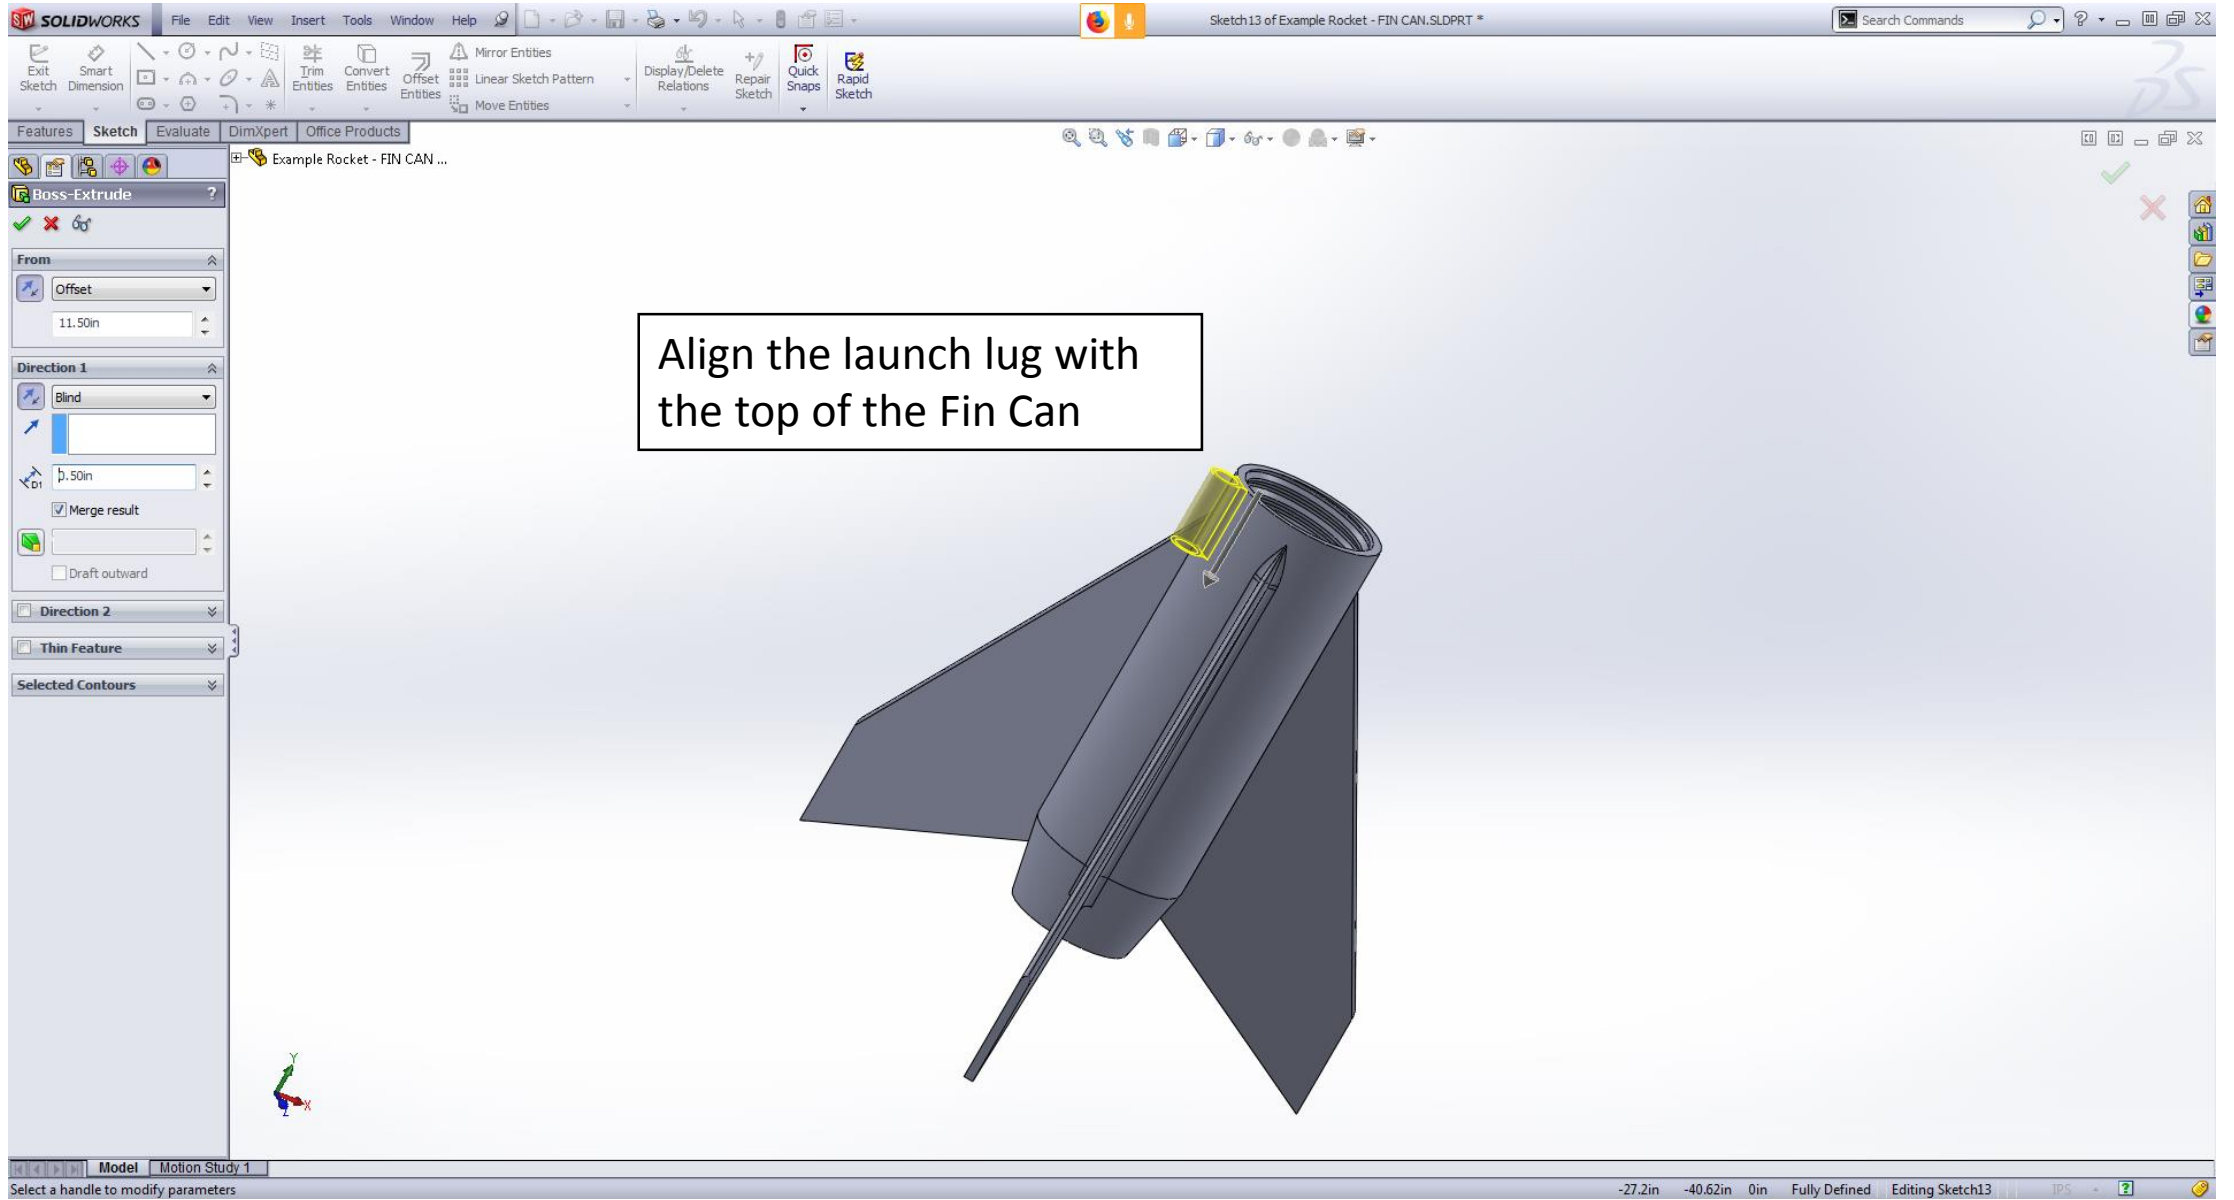 SOLIDWORKS File Edit View Insert Tools Window Help Sketch13 of Example Rocket - FIN CAN.SLDPRT * Search Commands
Exit Sketch Smart Dimension Trim Entities Convert Entities Offset Entities Mirror Entities Linear Sketch Pattern Move Entities Display/Delete Relations Repair Sketch Quick Snaps Rapid Sketch
Features Sketch Evaluate DimXpert Office Products
Example Rocket - FIN CAN ...
Boss-Extrude ?
From
Offset
11.50in
Direction 1
Blind
D1 0.50in
Merge result
Draft outward
Direction 2
Thin Feature
Selected Contours
Align the launch lug with
the top of the Fin Can
Y
X
Z
Model Motion Study 1
Select a handle to modify parameters -27.2in -40.62in 0in Fully Defined Editing Sketch13 IPS